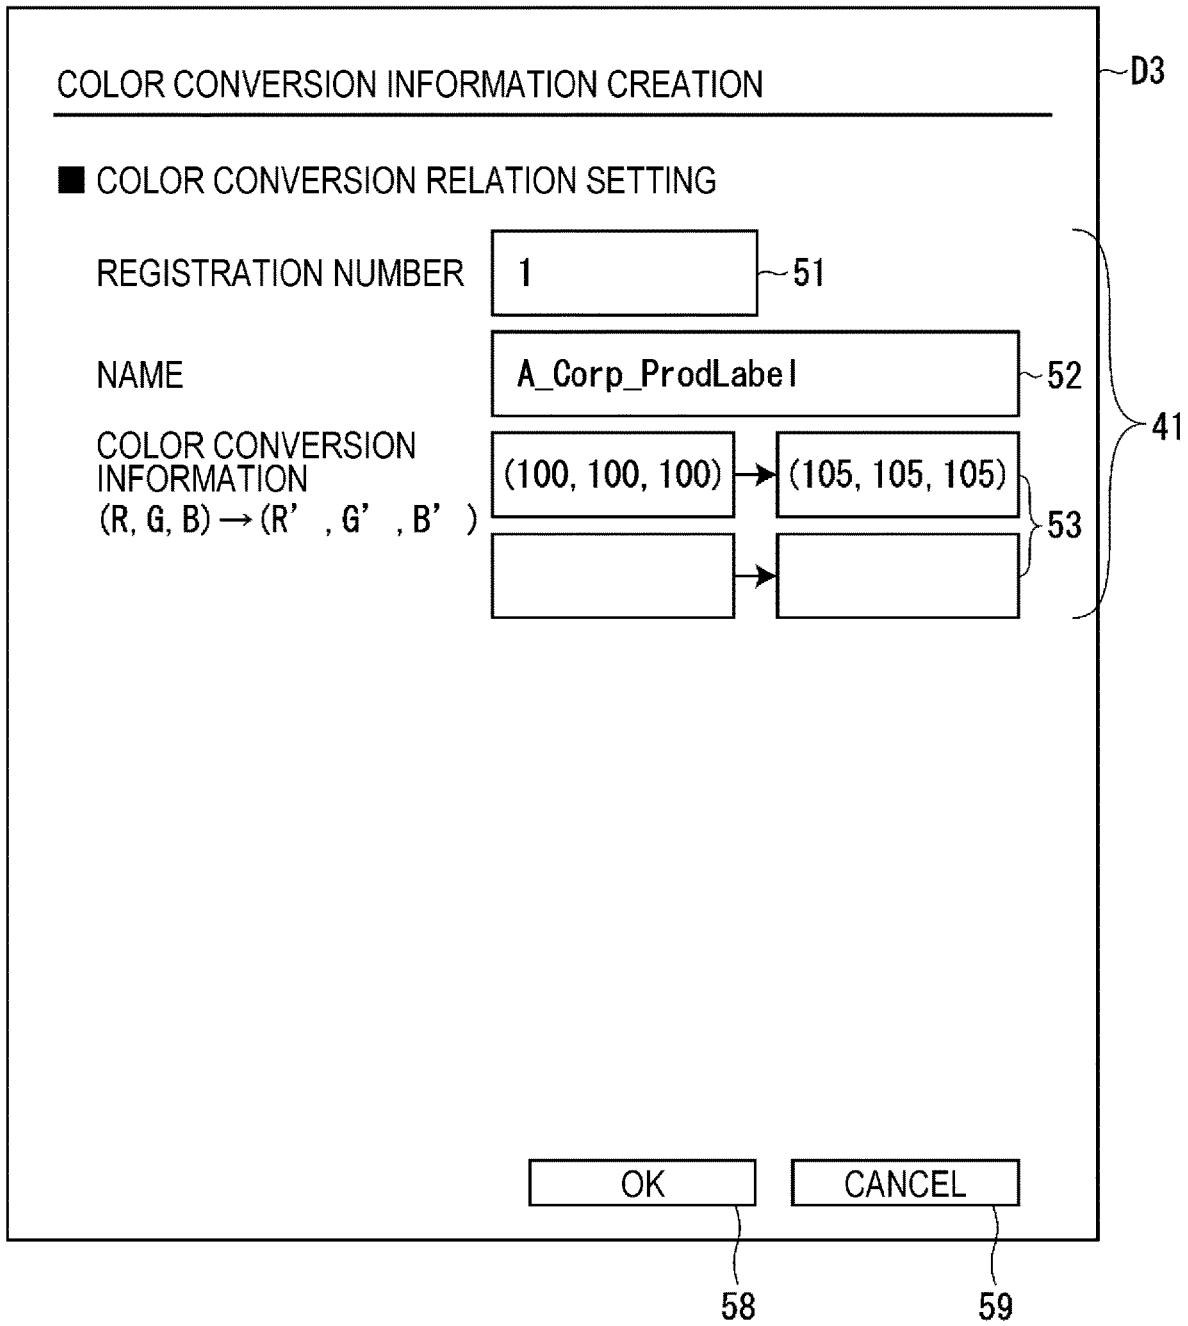 COLOR CONVERSION INFORMATION CREATION
D3
■ COLOR CONVERSION RELATION SETTING
REGISTRATION NUMBER 1 51
NAME A_Corp_ProdLabel 52
41
COLOR CONVERSION
INFORMATION
(R, G, B)→(R' ,G' ,B' )
(100, 100, 100) → (105, 105, 105)
53
OK CANCEL
58 59